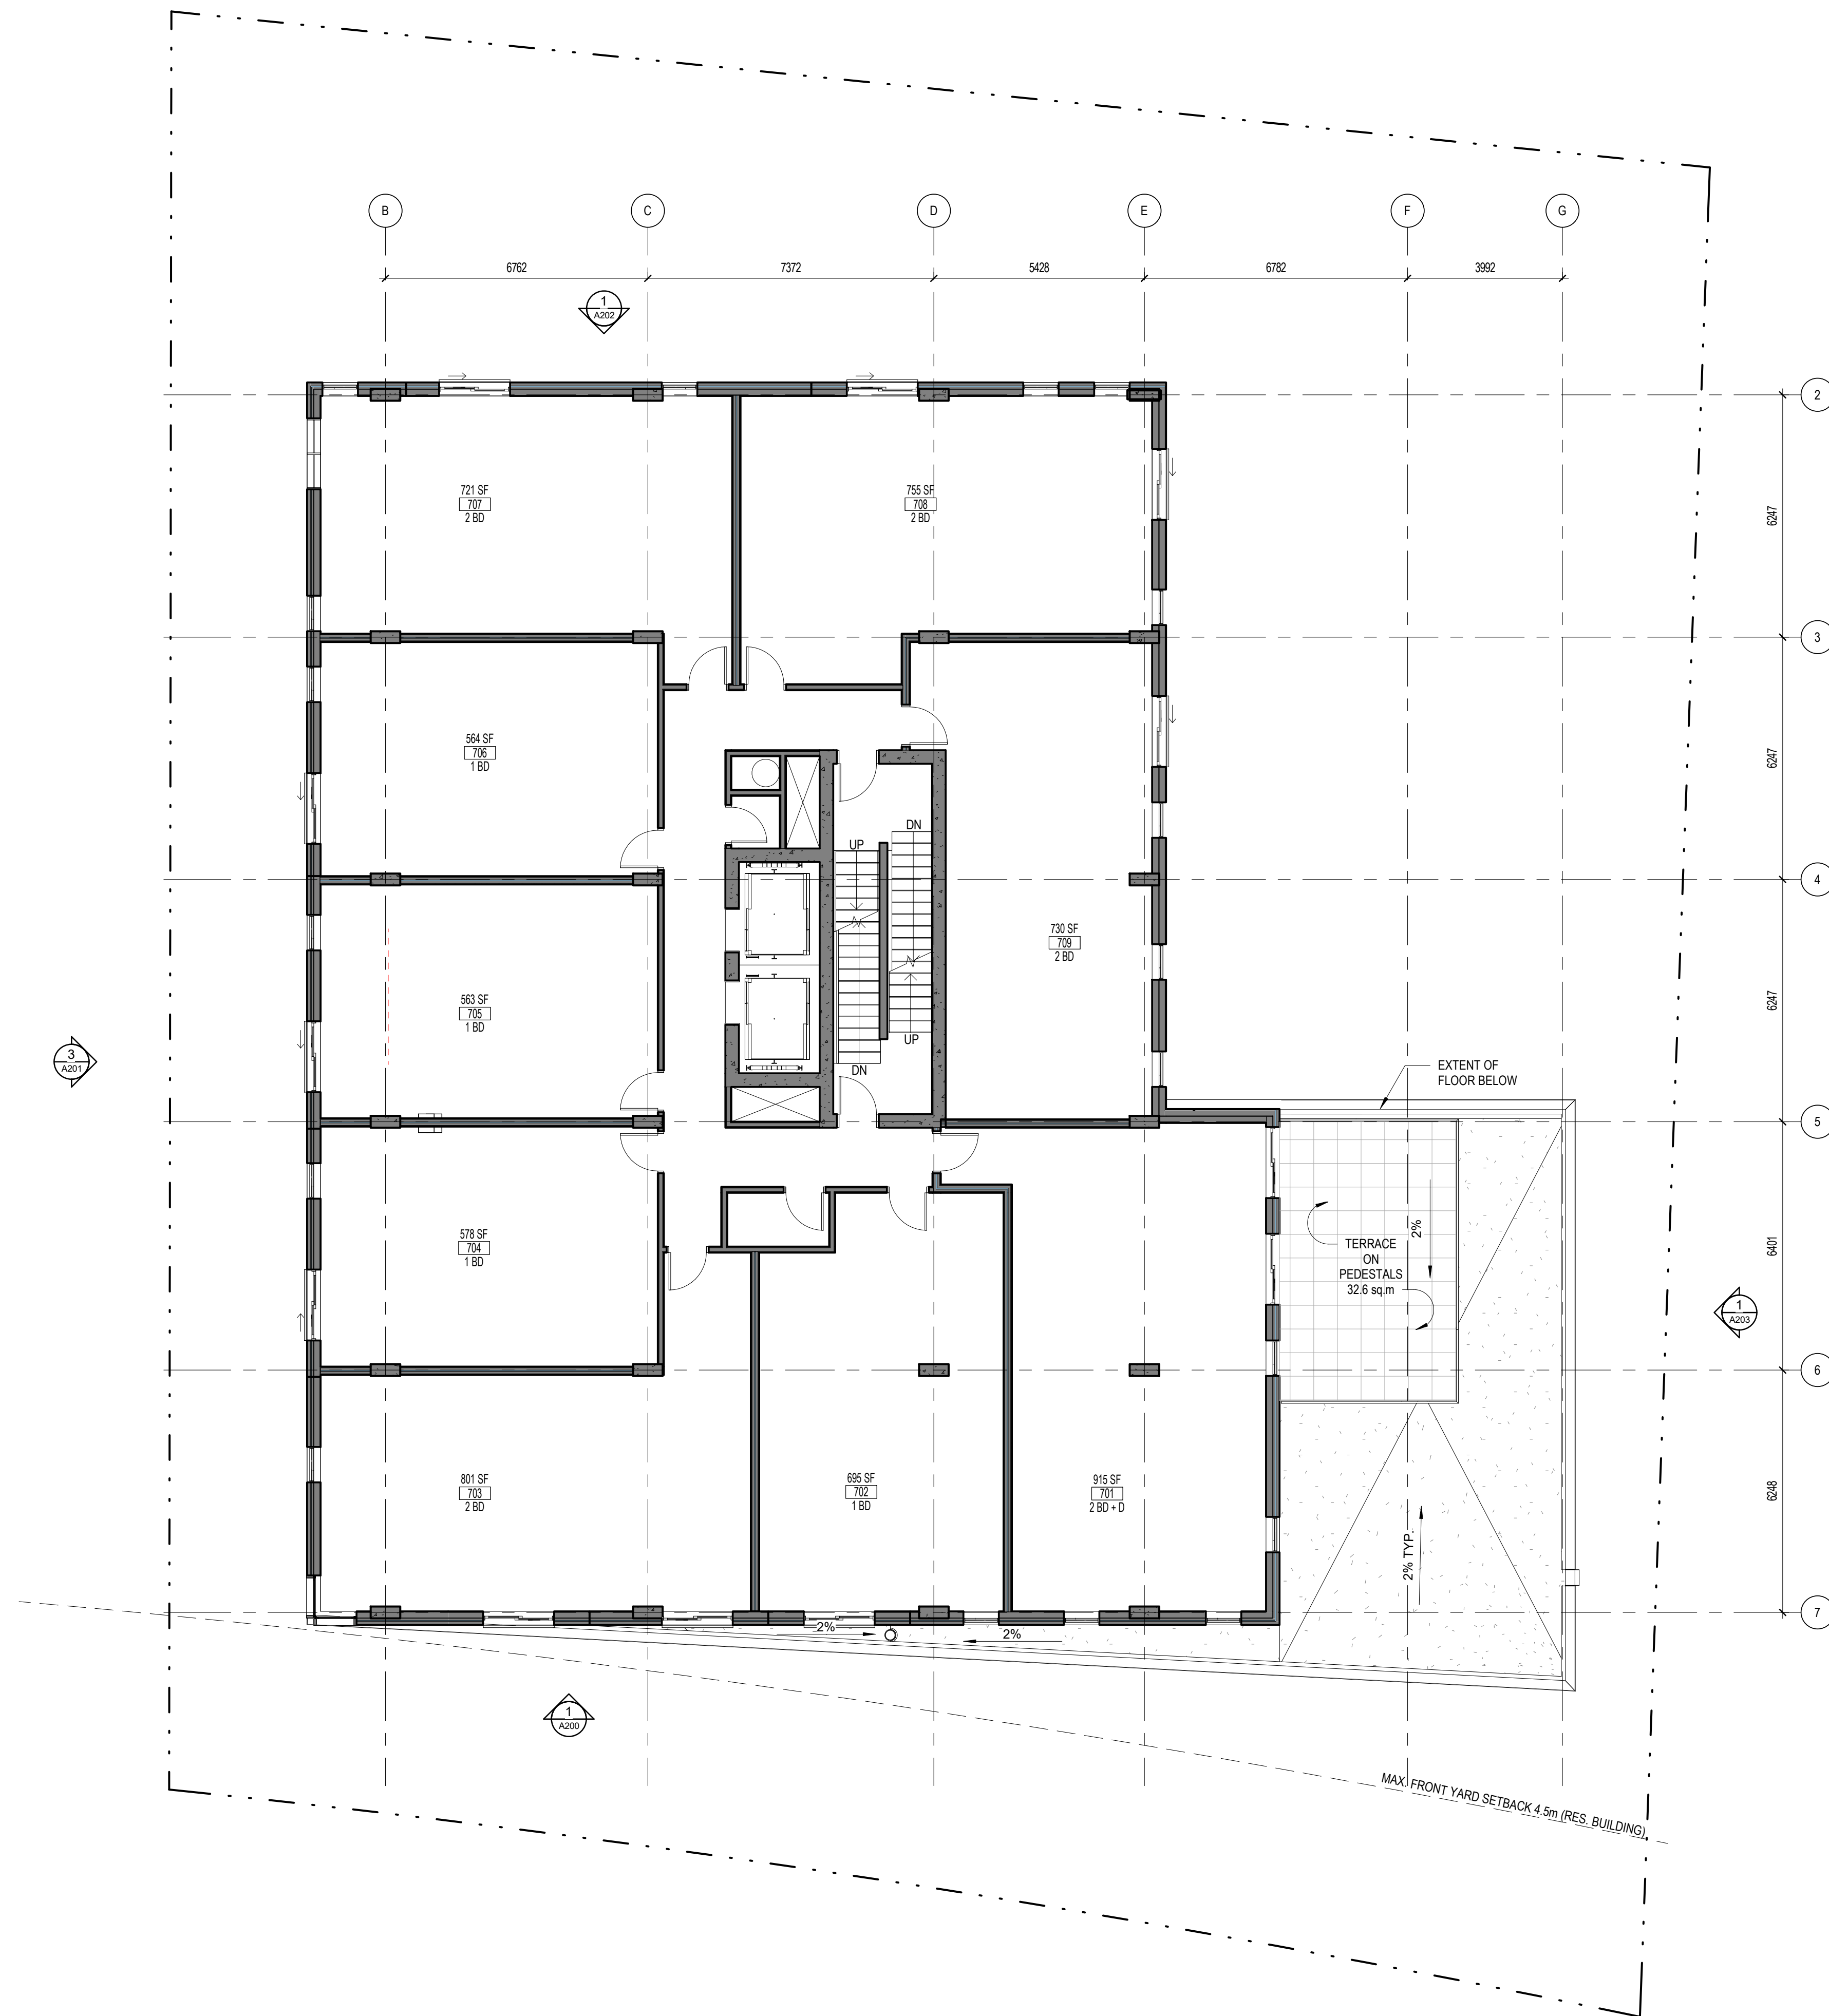 B
C
D
E
F
G
6762
7372
5428
6782
3992
1
A202
2
721 SF
707
2 BD
755 SF
708
2 BD
6247
3
564 SF
706
1 BD
6247
UP
DN
4
730 SF
709
2 BD
563 SF
705
1 BD
6247
UP
DN
3
A201
EXTENT OF
FLOOR BELOW
5
578 SF
704
1 BD
2%
TERRACE
ON
PEDESTALS
32.6 sq.m
6401
1
A203
6
801 SF
703
2 BD
695 SF
702
1 BD
915 SF
701
2 BD + D
6248
2% TYP.
7
2%
2%
1
A200
MAX. FRONT YARD SETBACK 4.5m (RES. BUILDING)